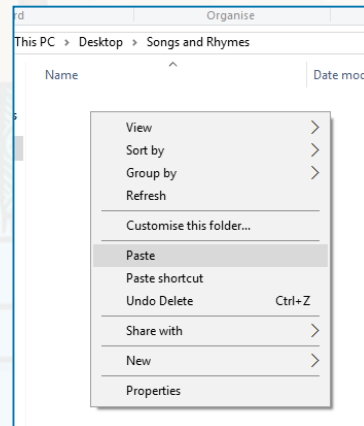 rd
Organise
This PC > Desktop > Songs and Rhymes
Name
Date mod
s
View
Sort by
Group by
Refresh
Customise this folder...
Paste
Paste shortcut
Undo Delete Ctrl+Z
Share with
New
Properties